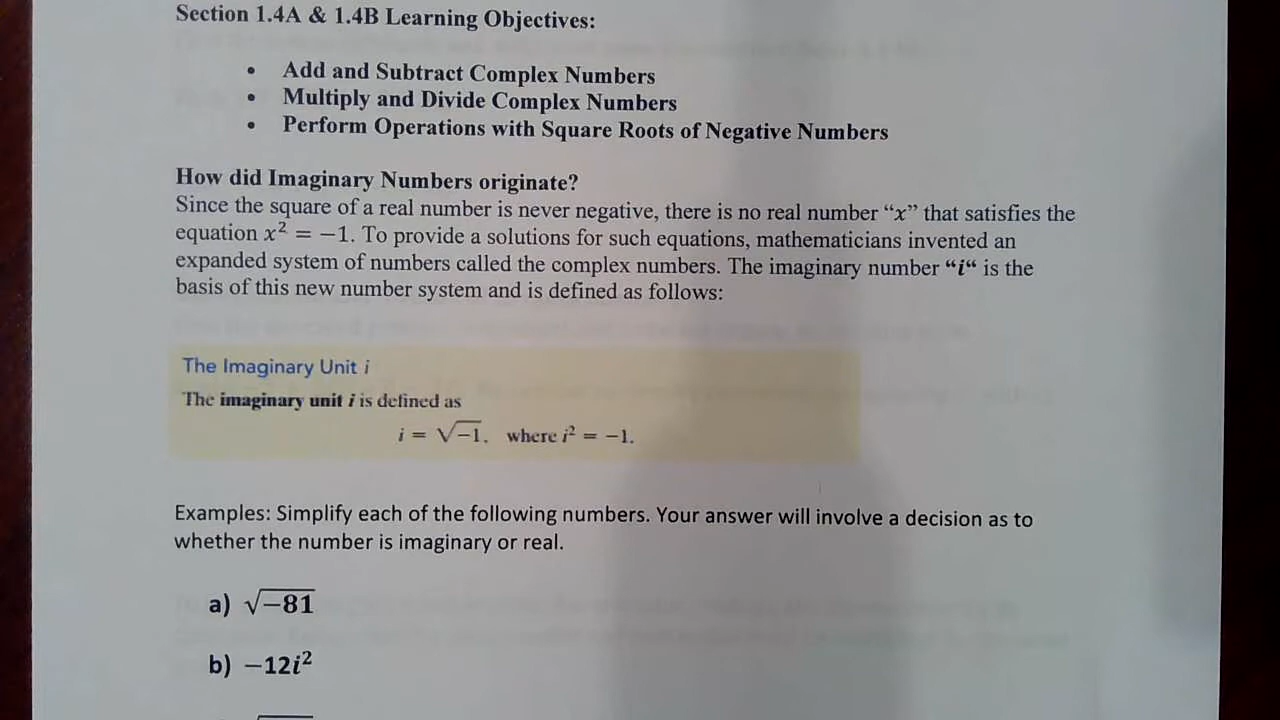 Section 1.4A & 1.4B Learning Objectives:
• Add and Subtract Complex Numbers
• Multiply and Divide Complex Numbers
• Perform Operations with Square Roots of Negative Numbers
How did Imaginary Numbers originate?
Since the square of a real number is never negative, there is no real number “x” that satisfies the
equation x² = −1. To provide a solutions for such equations, mathematicians invented an
expanded system of numbers called the complex numbers. The imaginary number “i“ is the
basis of this new number system and is defined as follows:
The Imaginary Unit i
The imaginary unit i is defined as
i = √−1, where i² = −1.
Examples: Simplify each of the following numbers. Your answer will involve a decision as to
whether the number is imaginary or real.
a) √−81
b) −12i²